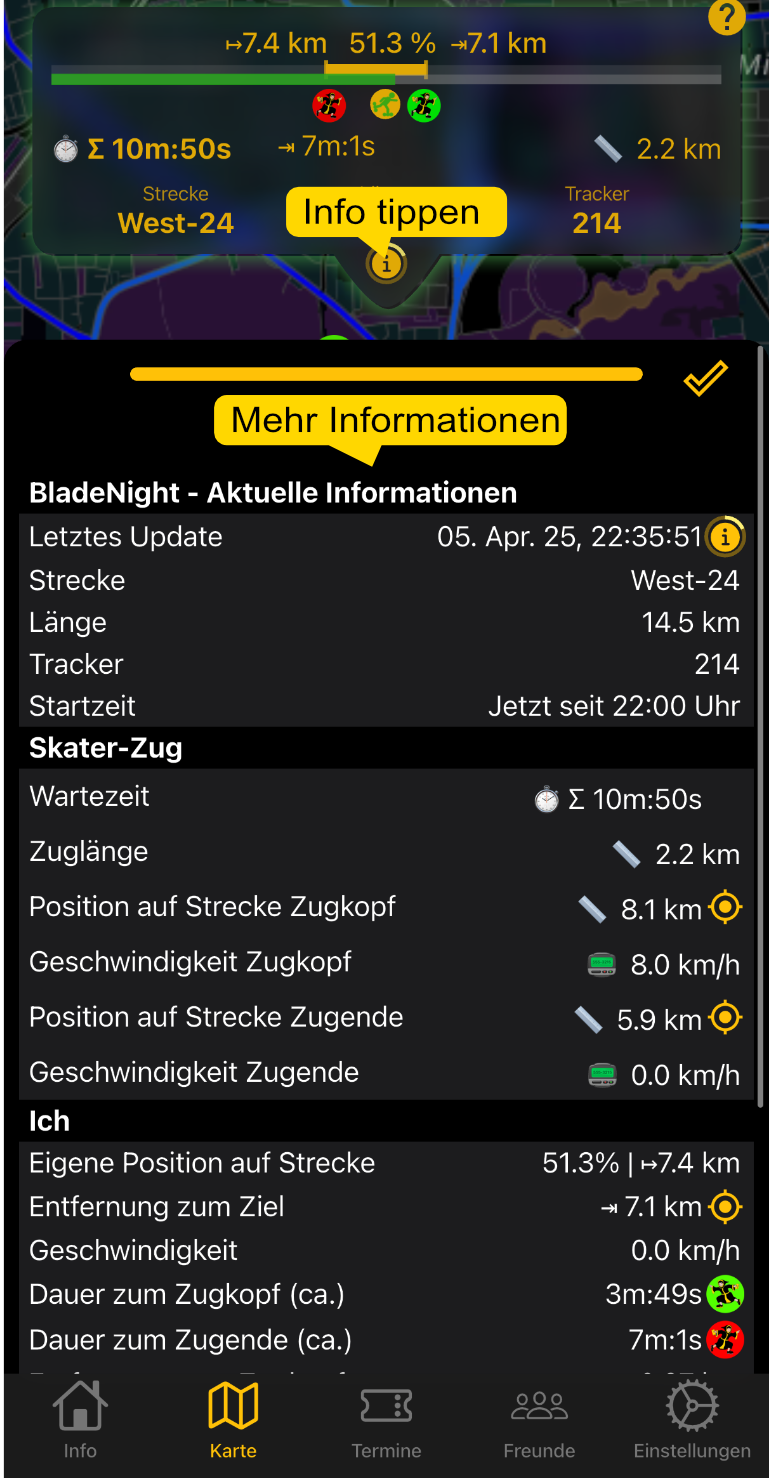 ?
↦7.4 km 51.3 % ⇥7.1 km
Mi
Σ 10m:50s ⇥ 7m:1s 2.2 km
Strecke Tracker
West-24 214
Info tippen
i
Mehr Informationen
BladeNight - Aktuelle Informationen
Letztes Update 05. Apr. 25, 22:35:51 i
Strecke West-24
Länge 14.5 km
Tracker 214
Startzeit Jetzt seit 22:00 Uhr
Skater-Zug
Wartezeit Σ 10m:50s
Zuglänge 2.2 km
Position auf Strecke Zugkopf 8.1 km
Geschwindigkeit Zugkopf 8.0 km/h
Position auf Strecke Zugende 5.9 km
Geschwindigkeit Zugende 0.0 km/h
Ich
Eigene Position auf Strecke 51.3% | ↦7.4 km
Entfernung zum Ziel ⇥ 7.1 km
Geschwindigkeit 0.0 km/h
Dauer zum Zugkopf (ca.) 3m:49s
Dauer zum Zugende (ca.) 7m:1s
Info Karte Termine Freunde Einstellungen